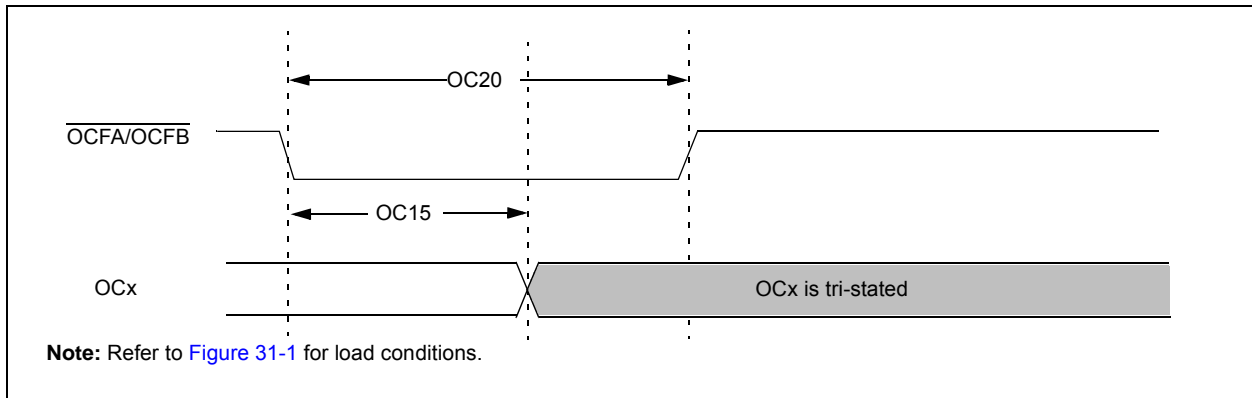 OC20
OCFA/OCFB
OC15
OCx
OCx is tri-stated
Note: Refer to Figure 31-1 for load conditions.